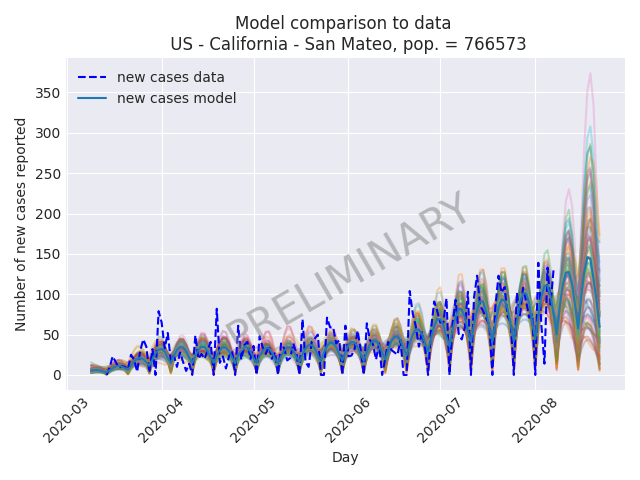 Model comparison to data
US - California - San Mateo, pop. = 766573
new cases data
new cases model
PRELIMINARY
Number of new cases reported
350
300
250
200
150
100
50
0
2020-03
2020-04
2020-05
2020-06
2020-07
2020-08
Day